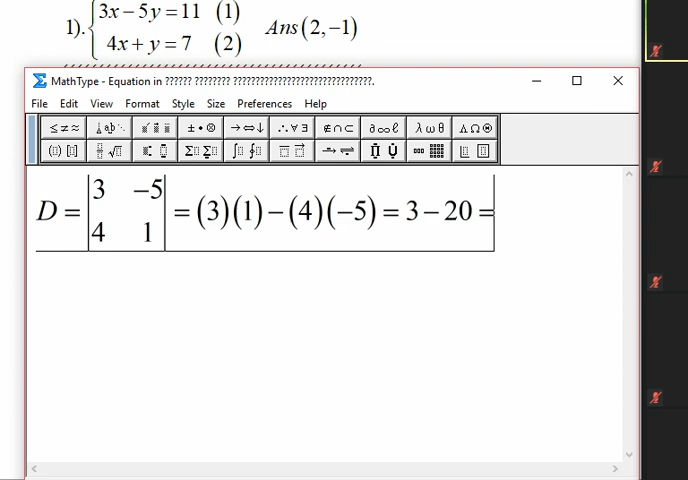 1). { 3x − 5y = 11 (1) Ans(2, −1)
4x + y = 7 (2)
MathType - Equation in ?????? ???????? ???????????????????????????????.
File Edit View Format Style Size Preferences Help
D = | 3 −5 | = (3)(1) − (4)(−5) = 3 − 20 =
| 4 1 |